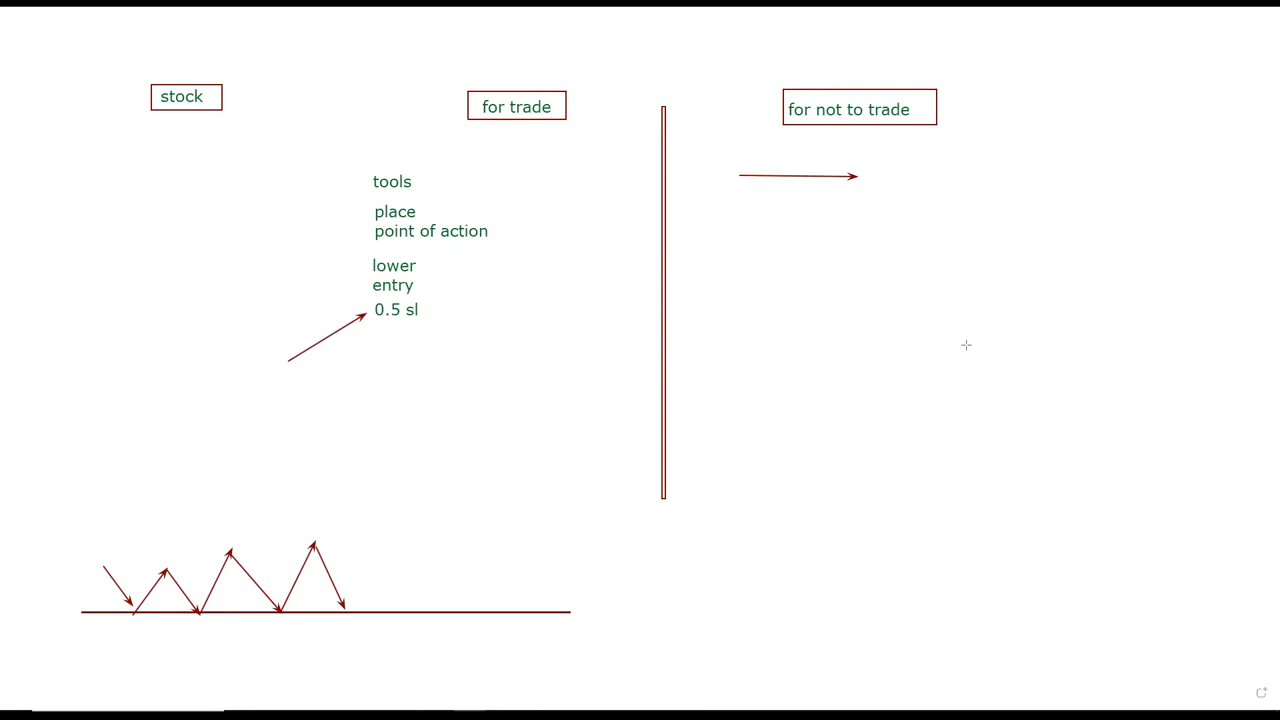 stock
for trade
for not to trade
tools
place
point of action
lower
entry
0.5 sl